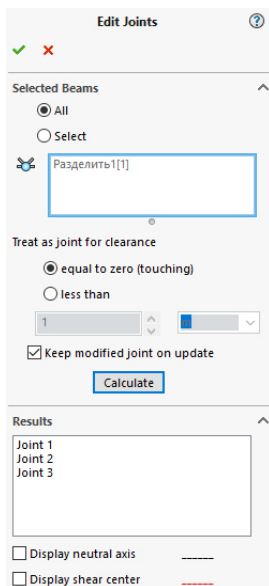 Edit Joints
Selected Beams
All
Select
Разделить1[1]
Treat as joint for clearance
equal to zero (touching)
less than
1 m
Keep modified joint on update
Calculate
Results
Joint 1
Joint 2
Joint 3
Display neutral axis
Display shear center